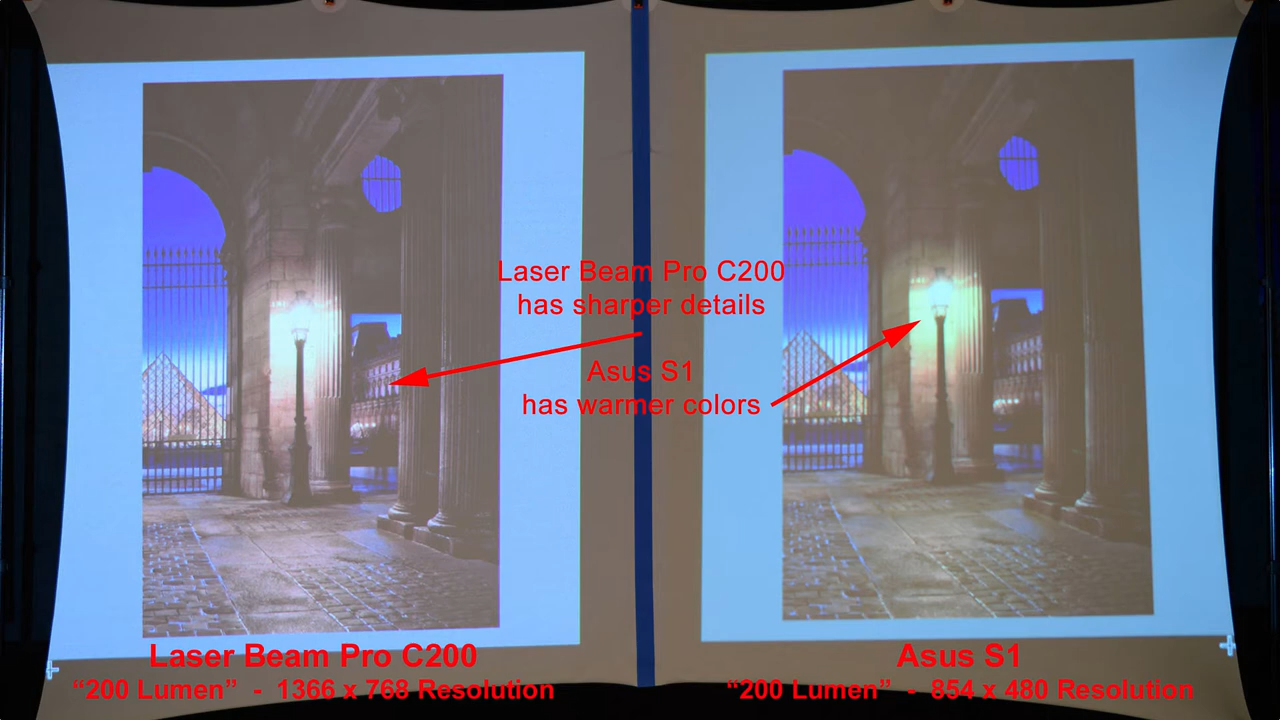 Laser Beam Pro C200
has sharper details
Asus S1
has warmer colors
Laser Beam Pro C200
“200 Lumen” - 1366 x 768 Resolution
Asus S1
“200 Lumen” - 854 x 480 Resolution